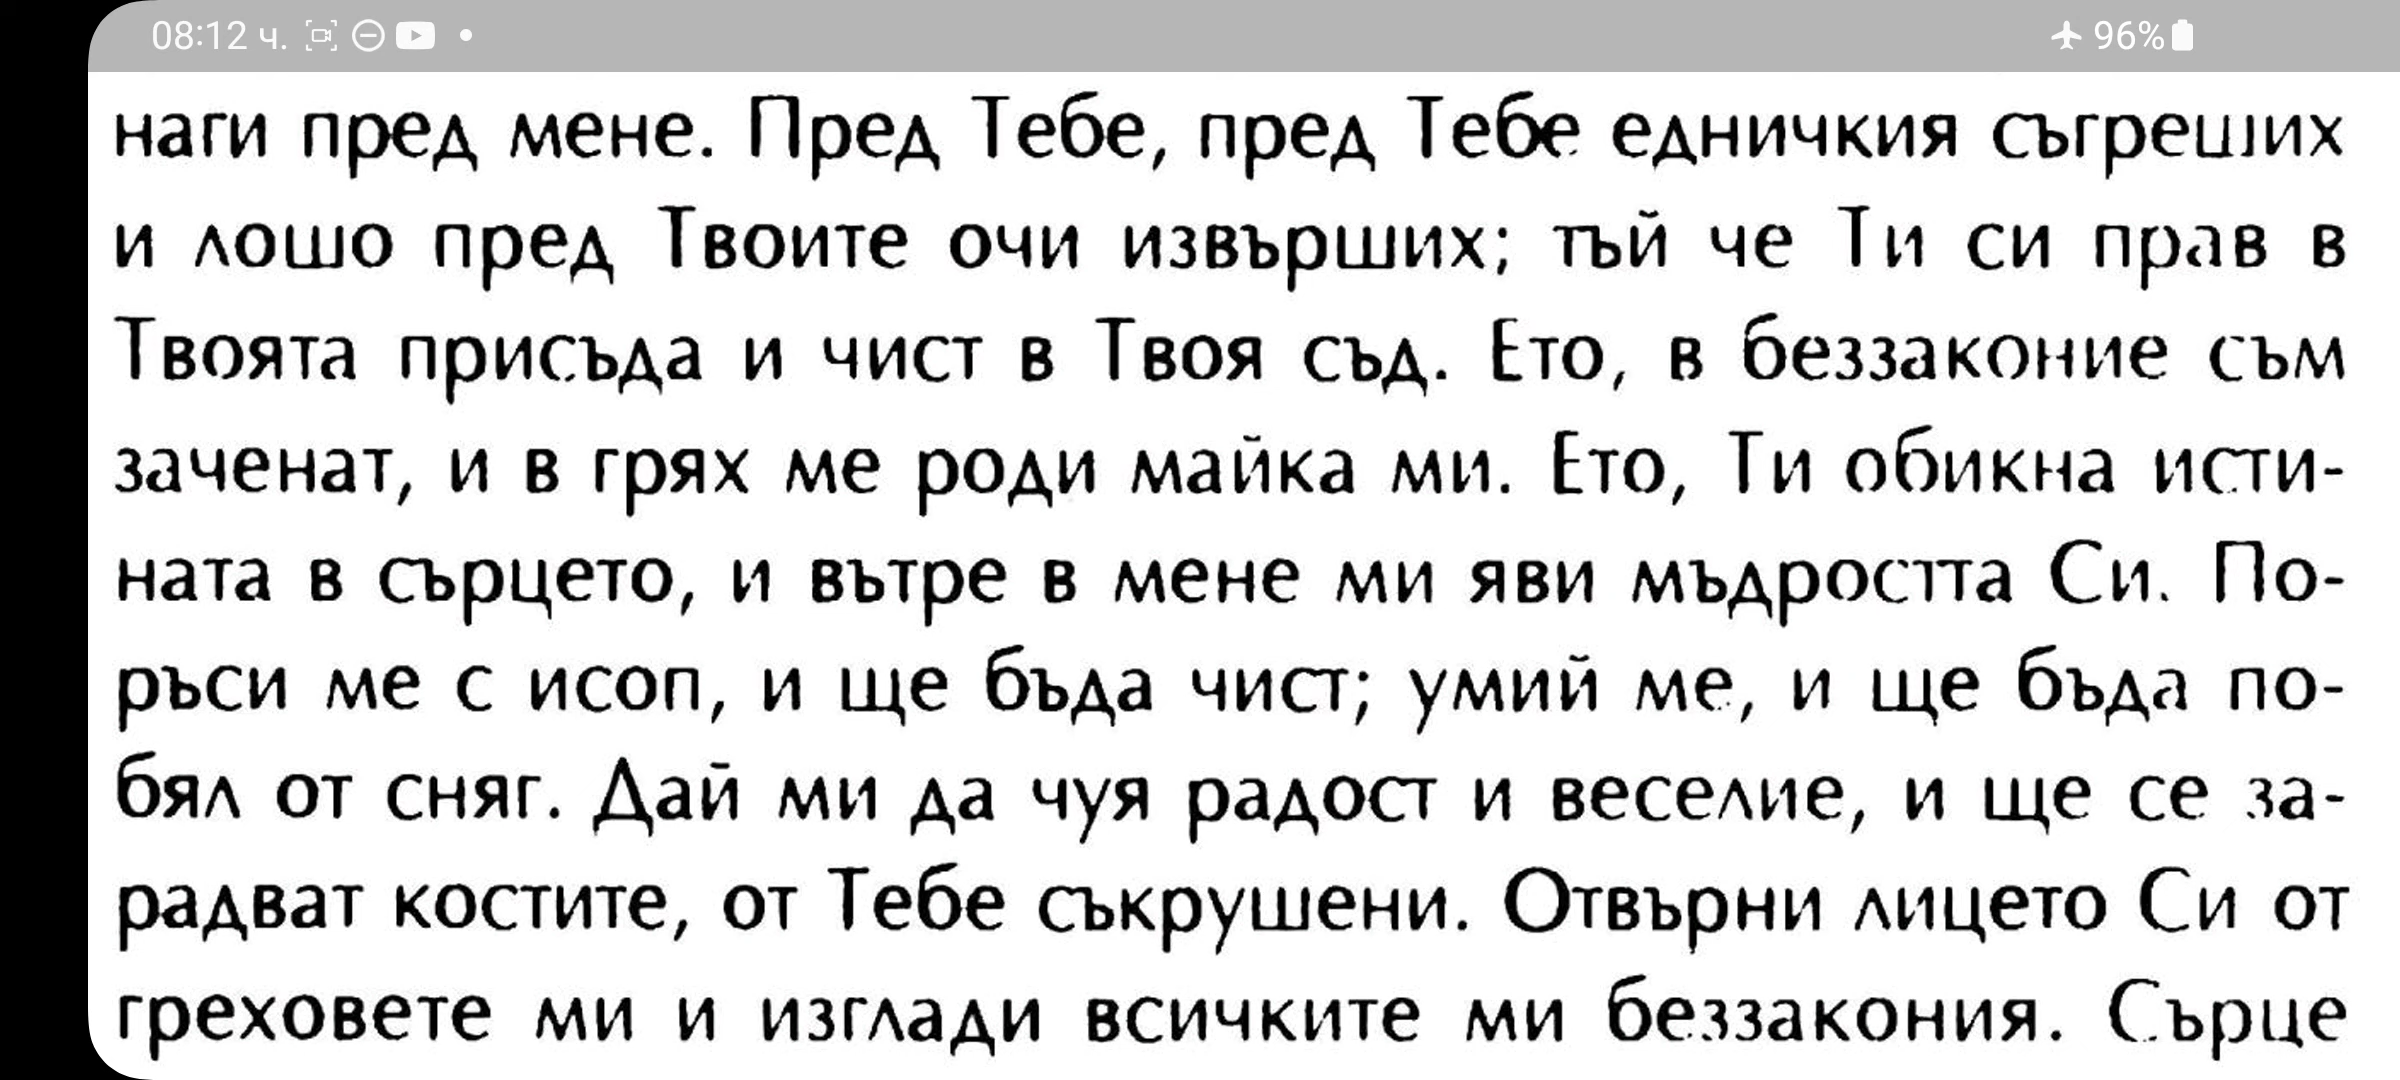 08:12 ч. 96%
наги пред мене. Пред Тебе, пред Тебе едничкия съгреших
и лошо пред Твоите очи извърших; тъй че Ти си прав в
Твоята присъда и чист в Твоя съд. Ето, в беззаконие съм
заченат, и в грях ме роди майка ми. Ето, Ти обикна исти-
ната в сърцето, и вътре в мене ми яви мъдростта Си. По-
ръси ме с исоп, и ще бъда чист; умий ме, и ще бъда по-
бял от сняг. Дай ми да чуя радост и веселие, и ще се за-
радват костите, от Тебе съкрушени. Отвърни лицето Си от
греховете ми и изглади всичките ми беззакония. Сърце